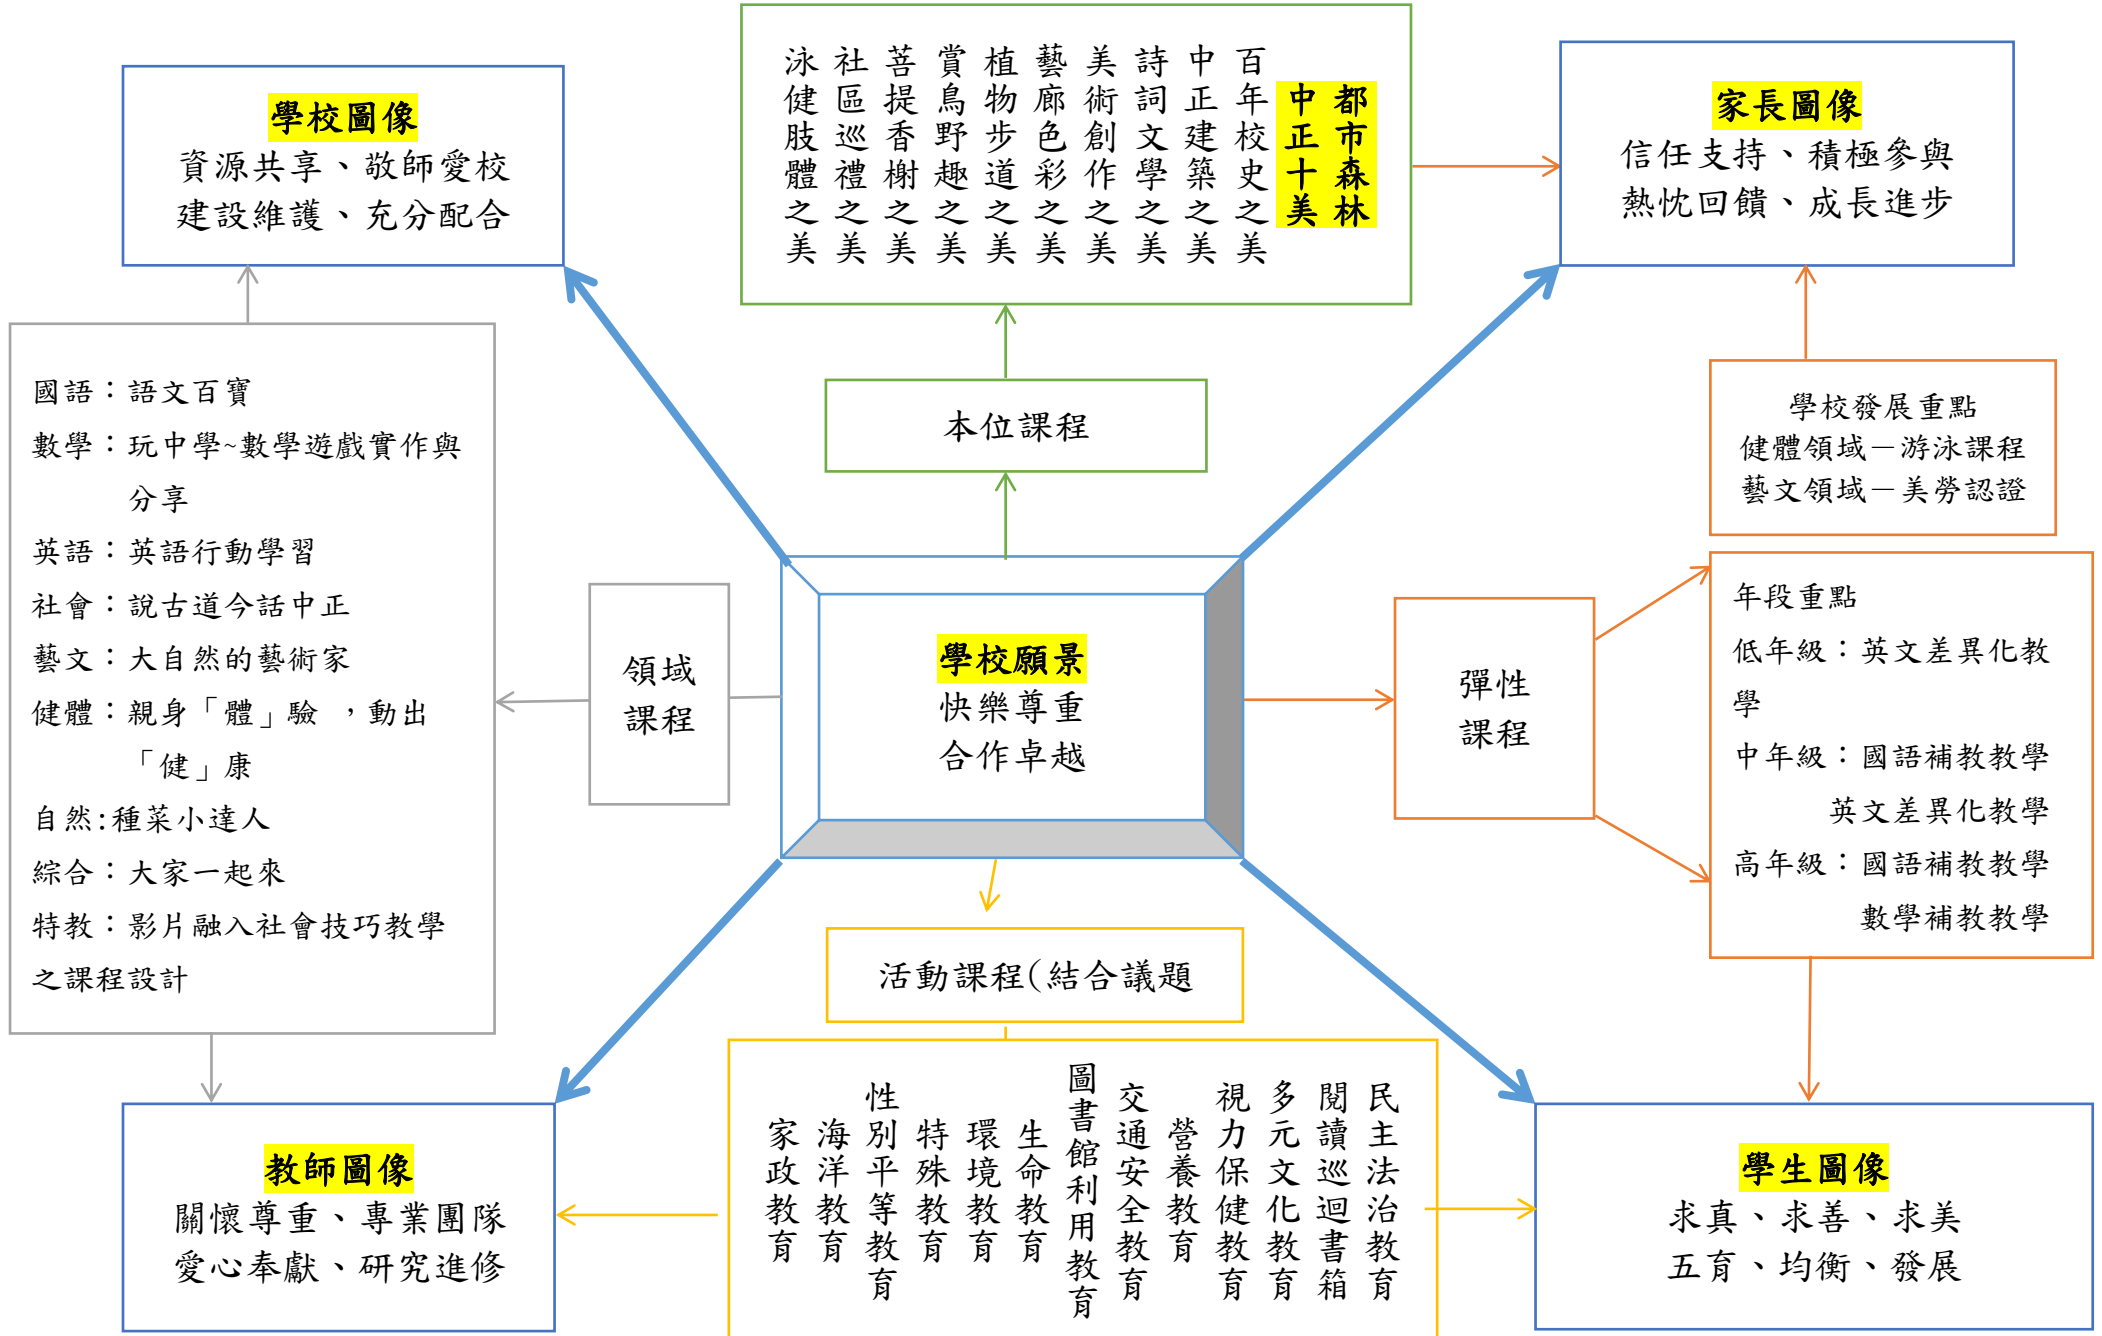 學校圖像
資源共享、敬師愛校
建設維護、充分配合
都市森林
中正十美
百年校史之美
中正建築之美
詩詞文學之美
美術創作之美
藝廊色彩之美
植物步道之美
賞鳥野趣之美
菩提香榭之美
社區巡禮之美
泳健肢體之美
家長圖像
信任支持、積極參與
熱忱回饋、成長進步
國語：語文百寶
數學：玩中學~數學遊戲實作與
分享
英語：英語行動學習
社會：說古道今話中正
藝文：大自然的藝術家
健體：親身「體」驗 ，動出
「健」康
自然:種菜小達人
綜合：大家一起來
特教：影片融入社會技巧教學
之課程設計
本位課程
學校發展重點
健體領域－游泳課程
藝文領域－美勞認證
領域
課程
學校願景
快樂尊重
合作卓越
彈性
課程
年段重點
低年級：英文差異化教
學
中年級：國語補教教學
英文差異化教學
高年級：國語補教教學
數學補教教學
活動課程(結合議題
教師圖像
關懷尊重、專業團隊
愛心奉獻、研究進修
民主法治教育
閱讀巡迴書箱
多元文化教育
視力保健教育
營養教育
交通安全教育
圖書館利用教育
生命教育
環境教育
特殊教育
性別平等教育
海洋教育
家政教育
學生圖像
求真、求善、求美
五育、均衡、發展